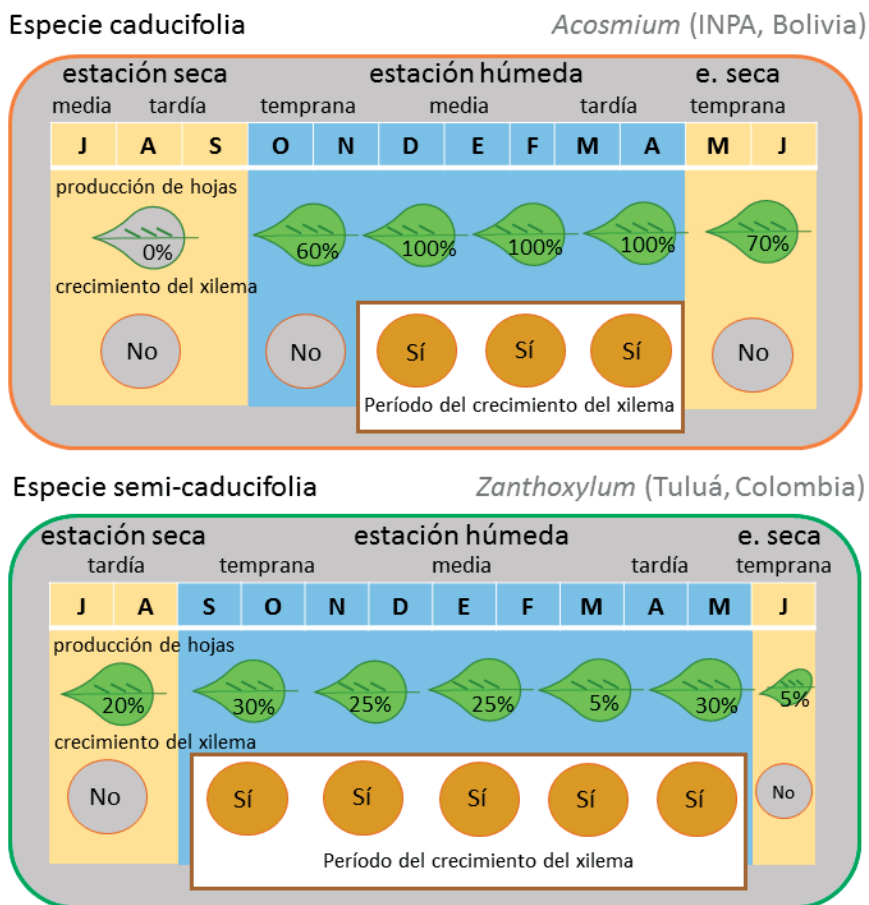 Especie caducifolia Acosmium (INPA, Bolivia)
estación seca estación húmeda e. seca
media tardía temprana media tardía temprana
J A S O N D E F M A M J
producción de hojas
0% 60% 100% 100% 100% 70%
crecimiento del xilema
No No Sí Sí Sí No
Período del crecimiento del xilema
Especie semi-caducifolia Zanthoxylum (Tuluá, Colombia)
estación seca estación húmeda e. seca
tardía temprana media tardía temprana
J A S O N D E F M A M J
producción de hojas
20% 30% 25% 25% 5% 30% 5%
crecimiento del xilema
No Sí Sí Sí Sí Sí No
Período del crecimiento del xilema